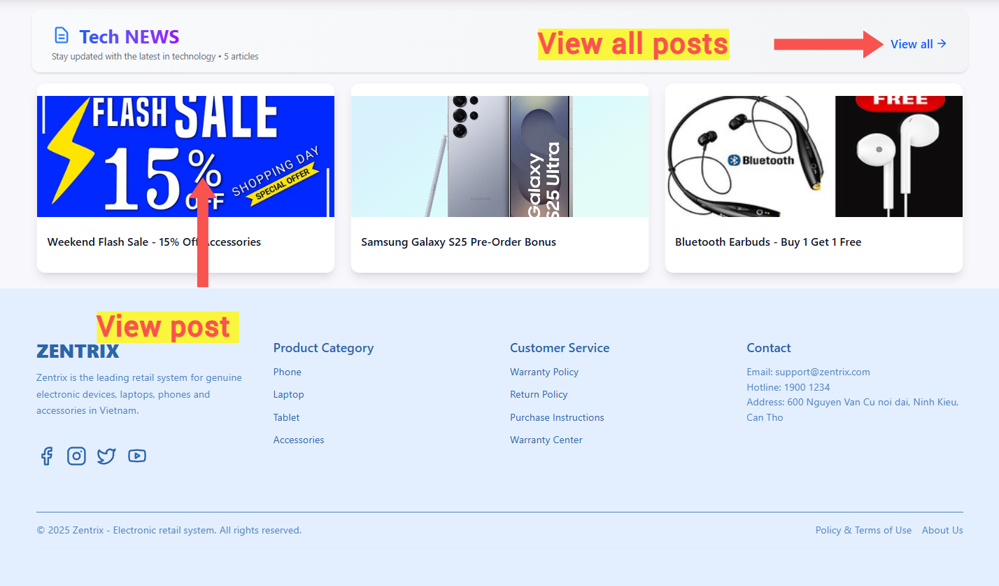 Tech NEWS
Stay updated with the latest in technology • 5 articles
View all posts
View all →
FLASH SALE
15% OFF
SHOPPING DAY
SPECIAL OFFER
Galaxy
S25 Ultra
Bluetooth
FREE
Weekend Flash Sale - 15% Off Accessories
Samsung Galaxy S25 Pre-Order Bonus
Bluetooth Earbuds - Buy 1 Get 1 Free
View post
ZENTRIX
Zentrix is the leading retail system for genuine
electronic devices, laptops, phones and
accessories in Vietnam.
Product Category
Phone
Laptop
Tablet
Accessories
Customer Service
Warranty Policy
Return Policy
Purchase Instructions
Warranty Center
Contact
Email: support@zentrix.com
Hotline: 1900 1234
Address: 600 Nguyen Van Cu noi dai, Ninh Kieu,
Can Tho
© 2025 Zentrix - Electronic retail system. All rights reserved.
Policy & Terms of Use
About Us